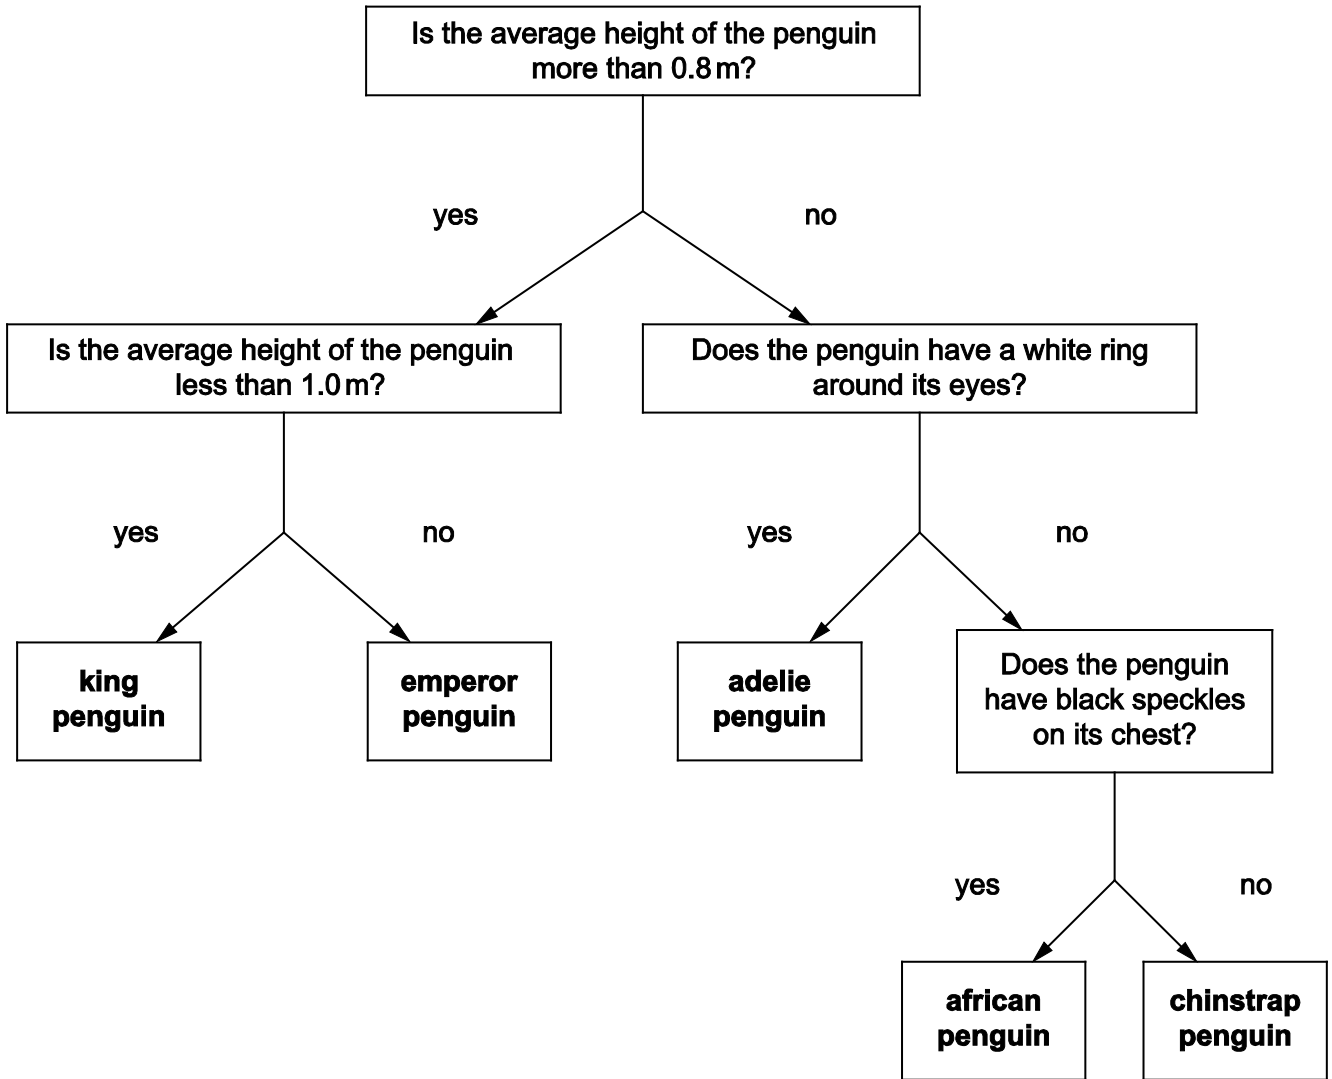 Is the average height of the penguin
more than 0.8 m?
yes
no
Is the average height of the penguin
less than 1.0 m?
Does the penguin have a white ring
around its eyes?
yes
no
yes
no
king
penguin
emperor
penguin
adelie
penguin
Does the penguin
have black speckles
on its chest?
yes
no
african
penguin
chinstrap
penguin